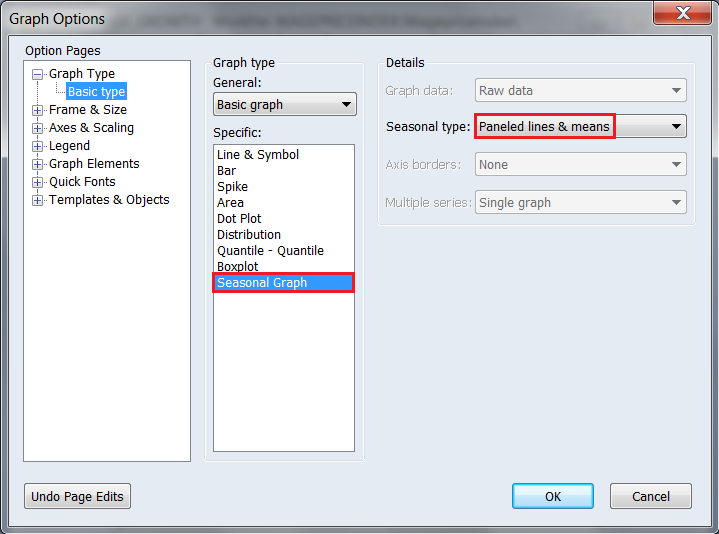 Graph Options
Option Pages
Graph Type
Basic type
Frame & Size
Axes & Scaling
Legend
Graph Elements
Quick Fonts
Templates & Objects
Undo Page Edits
Graph type
General:
Basic graph
Specific:
Line & Symbol
Bar
Spike
Area
Dot Plot
Distribution
Quantile - Quantile
Boxplot
Seasonal Graph
Details
Graph data: Raw data
Seasonal type: Paneled lines & means
Axis borders: None
Multiple series: Single graph
OK
Cancel